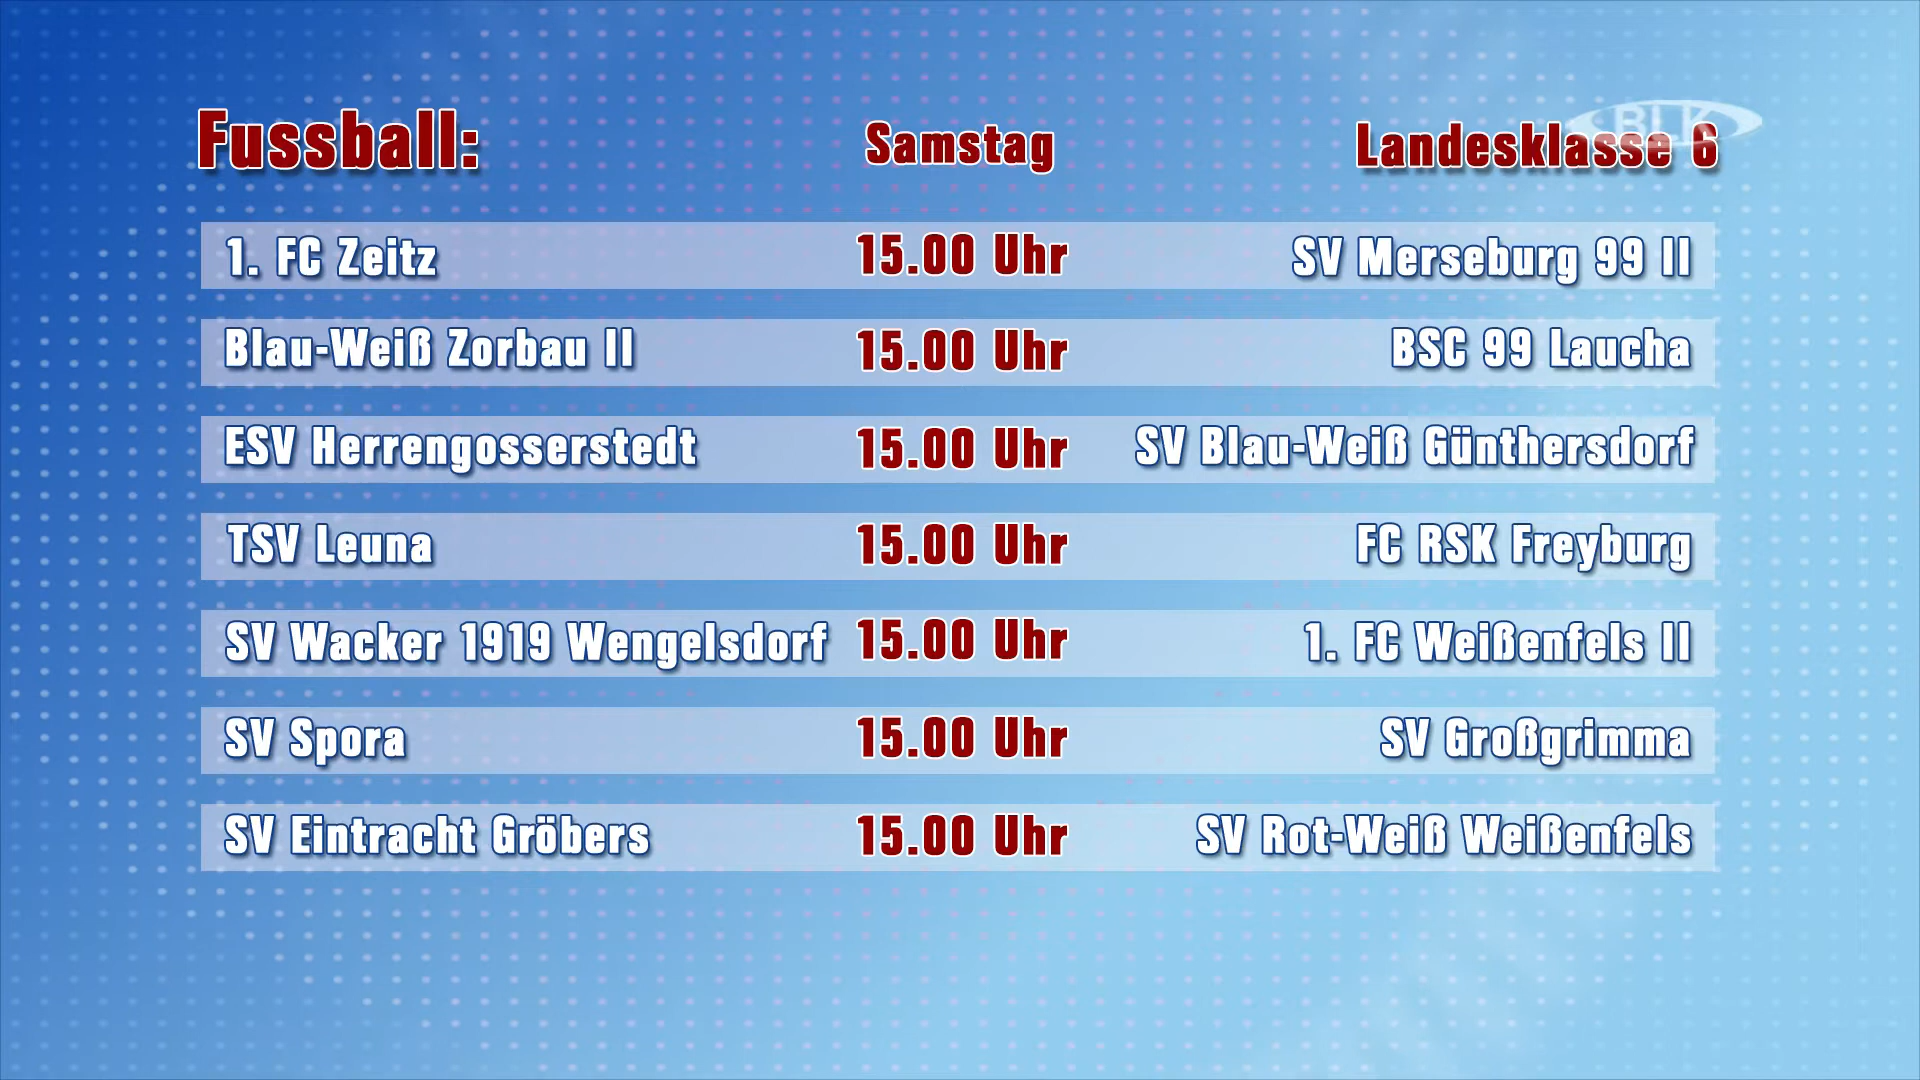 Fussball: Samstag Landesklasse 6
BLK
1. FC Zeitz 15.00 Uhr SV Merseburg 99 II
Blau-Weiß Zorbau II 15.00 Uhr BSC 99 Laucha
ESV Herrengosserstedt 15.00 Uhr SV Blau-Weiß Günthersdorf
TSV Leuna 15.00 Uhr FC RSK Freyburg
SV Wacker 1919 Wengelsdorf 15.00 Uhr 1. FC Weißenfels II
SV Spora 15.00 Uhr SV Großgrimma
SV Eintracht Gröbers 15.00 Uhr SV Rot-Weiß Weißenfels